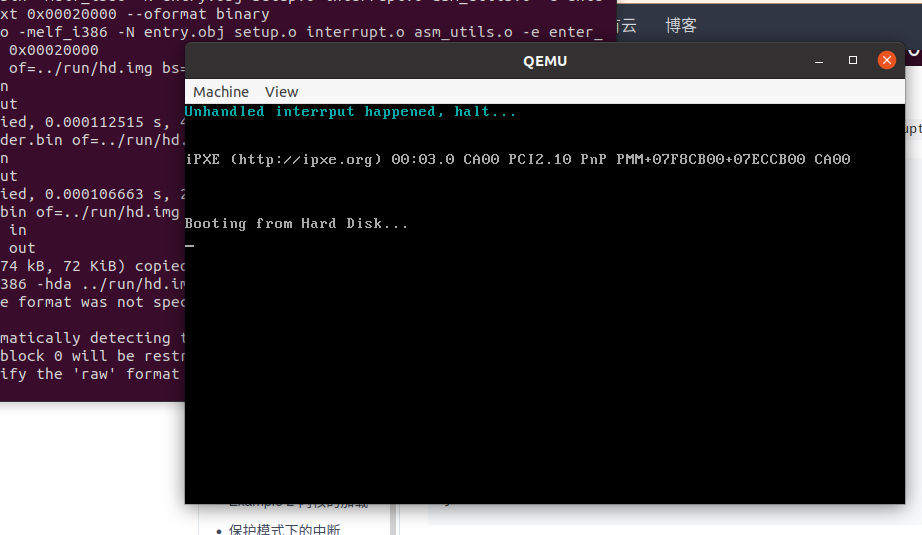 xt 0x00020000 --oformat binary
o -melf_i386 -N entry.obj setup.o interrupt.o asm_utils.o -e enter_
0x00020000
of=../run/hd.img bs=
n
ut
ied, 0.000112515 s, 4
der.bin of=../run/hd.
n
ut
ied, 0.000106663 s, 2
bin of=../run/hd.img
in
out
74 kB, 72 KiB) copied
386 -hda ../run/hd.im
e format was not spec
matically detecting t
block 0 will be restr
ify the 'raw' format
云
博客
QEMU
Machine View
Unhandled interrput happened, halt...
iPXE (http://ipxe.org) 00:03.0 CA00 PCI2.10 PnP PMM+07F8CB00+07ECCB00 CA00
Booting from Hard Disk...
upt
保护模式下的中断